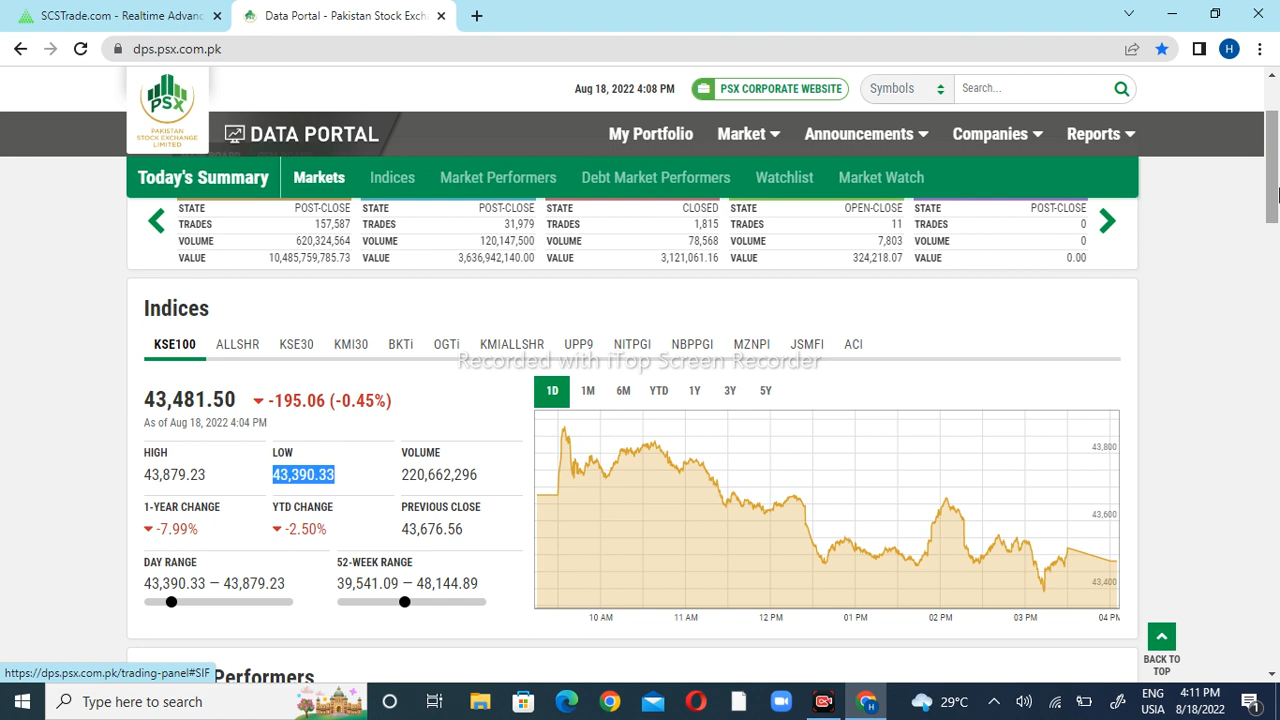 SCSTrade.com - Realtime Advanc
Data Portal - Pakistan Stock Exch
dps.psx.com.pk
H
Aug 18, 2022 4:08 PM
PSX CORPORATE WEBSITE
Symbols
Search...
PSX
PAKISTAN
STOCK EXCHANGE
LIMITED
DATA PORTAL
My Portfolio Market Announcements Companies Reports
Today's Summary Markets Indices Market Performers Debt Market Performers Watchlist Market Watch
STATE POST-CLOSE STATE POST-CLOSE STATE CLOSED STATE OPEN-CLOSE STATE POST-CLOSE
TRADES 157,587 TRADES 31,979 TRADES 1,815 TRADES 11 TRADES 0
VOLUME 620,324,564 VOLUME 120,147,500 VOLUME 78,568 VOLUME 7,803 VOLUME 0
VALUE 10,485,759,785.73 VALUE 3,636,942,140.00 VALUE 3,121,061.16 VALUE 324,218.07 VALUE 0.00
Indices
KSE100 ALLSHR KSE30 KMI30 BKTi OGTi KMIALLSHR UPP9 NITPGI NBPPGI MZNPI JSMFI ACI
Recorded with iTop Screen Recorder
43,481.50 -195.06 (-0.45%)
As of Aug 18, 2022 4:04 PM
HIGH LOW VOLUME
43,879.23 43,390.33 220,662,296
1-YEAR CHANGE YTD CHANGE PREVIOUS CLOSE
-7.99% -2.50% 43,676.56
DAY RANGE 52-WEEK RANGE
43,390.33 — 43,879.23 39,541.09 — 48,144.89
1D 1M 6M YTD 1Y 3Y 5Y
43,800
43,600
43,400
10 AM 11 AM 12 PM 01 PM 02 PM 03 PM 04 PM
BACK TO
TOP
https://dps.psx.com.pk/trading-panel#SIF
Performers
Type here to search
29°C
ENG
USIA
4:11 PM
8/18/2022
1